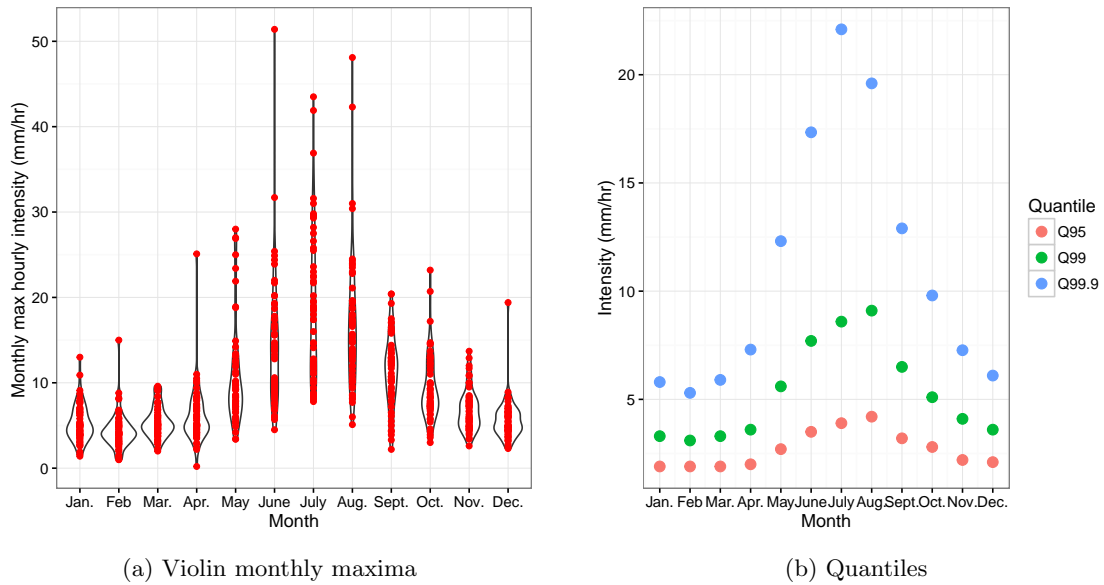 50
40
30
20
10
0
Monthly max hourly intensity (mm/hr)
Jan. Feb Mar. Apr. May June July Aug. Sept. Oct. Nov. Dec.
Month
(a) Violin monthly maxima
20
15
10
5
Intensity (mm/hr)
Jan. Feb Mar. Apr. May June July Aug. Sept. Oct. Nov. Dec.
Month
Quantile
Q95
Q99
Q99.9
(b) Quantiles